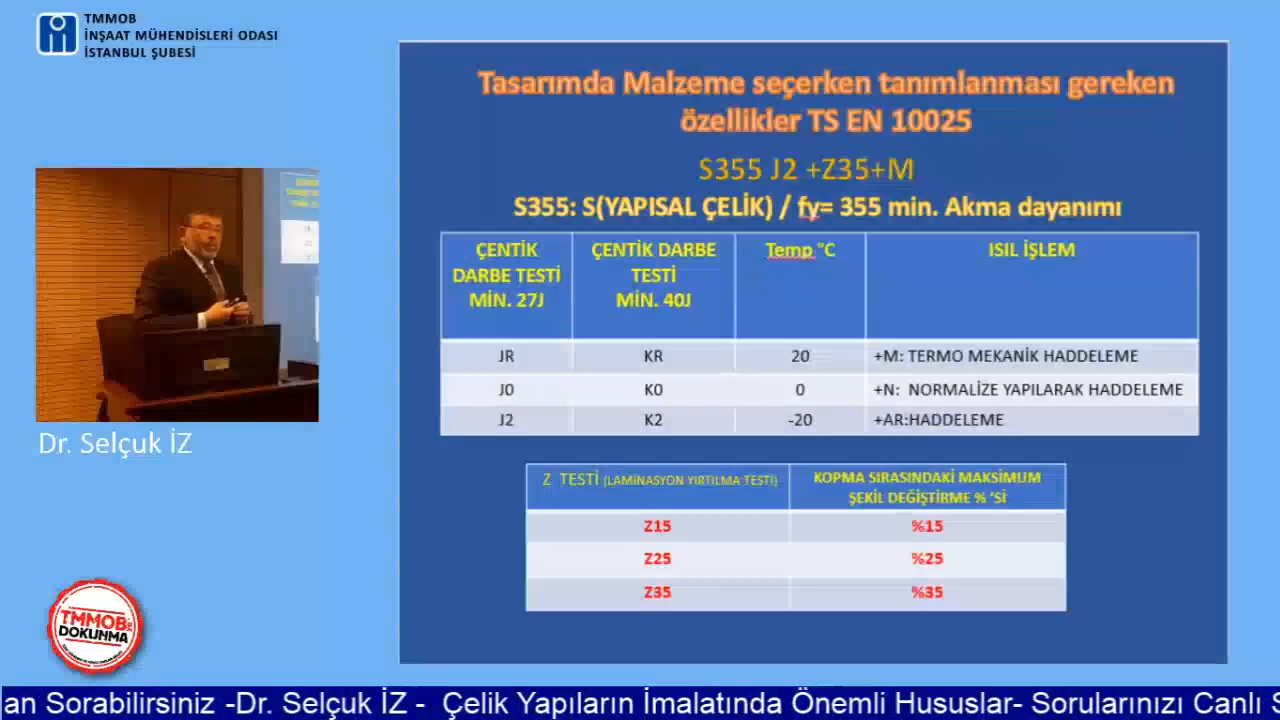 TMMOB
İNŞAAT MÜHENDİSLERİ ODASI
İSTANBUL ŞUBESİ
Tasarımda Malzeme seçerken tanımlanması gereken
özellikler TS EN 10025
S355 J2 +Z35+M
S355: S(YAPISAL ÇELİK) / fy= 355 min. Akma dayanımı
ÇENTİK DARBE TESTİ MİN. 27J
ÇENTİK DARBE TESTİ MİN. 40J
Temp °C
ISIL İŞLEM
JR KR 20 +M: TERMO MEKANİK HADDELEME
J0 K0 0 +N: NORMALİZE YAPILARAK HADDELEME
J2 K2 -20 +AR:HADDELEME
Z TESTİ (LAMINASYON YIRTILMA TESTİ)
KOPMA SIRASINDAKİ MAKSİMUM
ŞEKİL DEĞİŞTİRME % 'Sİ
Z15 %15
Z25 %25
Z35 %35
Dr. Selçuk İZ
TMMOB
DOKUNMA
an Sorabilirsiniz -Dr. Selçuk İZ - Çelik Yapıların İmalatında Önemli Hususlar- Sorularınızı Canlı S